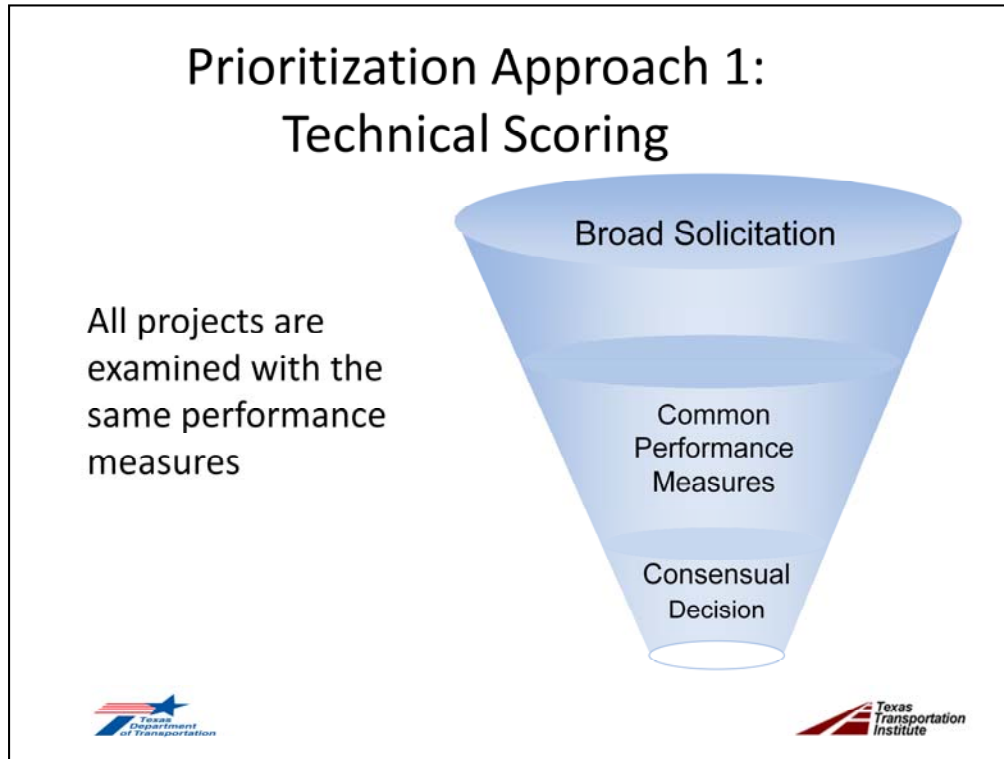 Prioritization Approach 1:
Technical Scoring
Broad Solicitation
All projects are
examined with the
same performance
measures
Common
Performance
Measures
Consensual
Decision
Texas
Department
of Transportation
Texas
Transportation
Institute